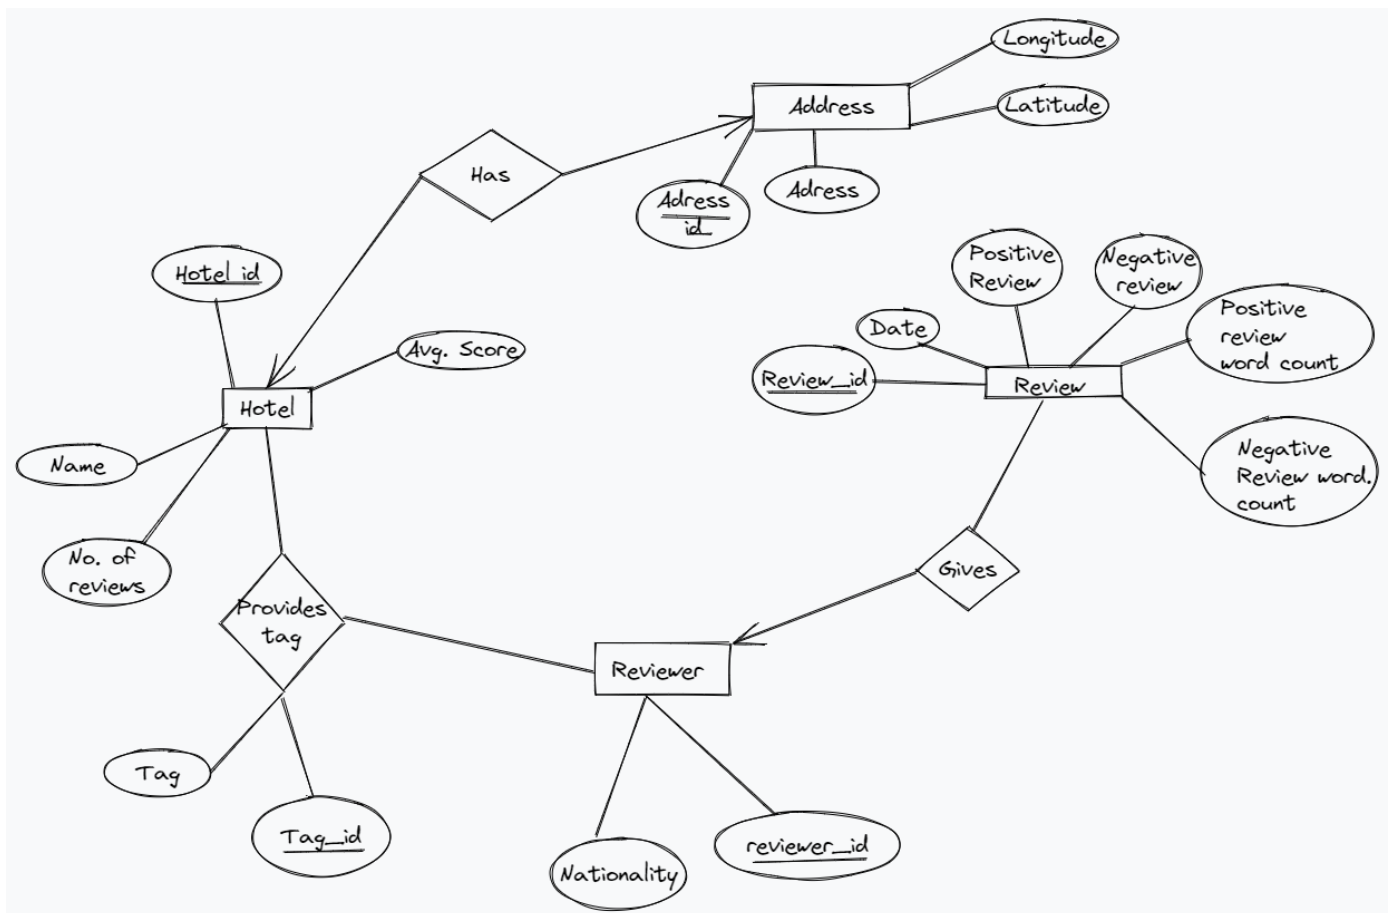 Longitude
Address
Latitude
Has
Adress
id
Adress
Hotel id
Positive
Review
Negative
review
Date
Positive
review
word count
Avg. Score
Review_id
Review
Hotel
Name
Negative
Review word.
count
No. of
reviews
Gives
Provides
tag
Reviewer
Tag
Tag_id
Nationality
reviewer_id